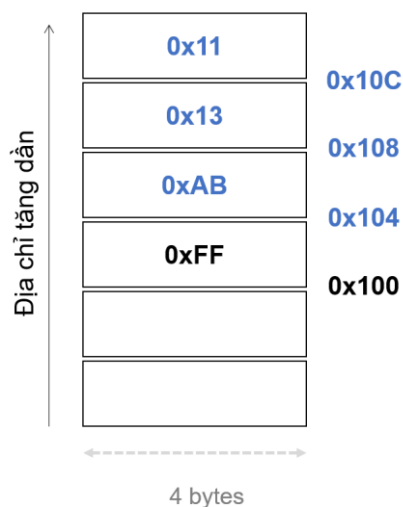 0x11
0x10C
0x13
0x108
0xAB
0x104
0xFF
0x100
Địa chỉ tăng dần
4 bytes